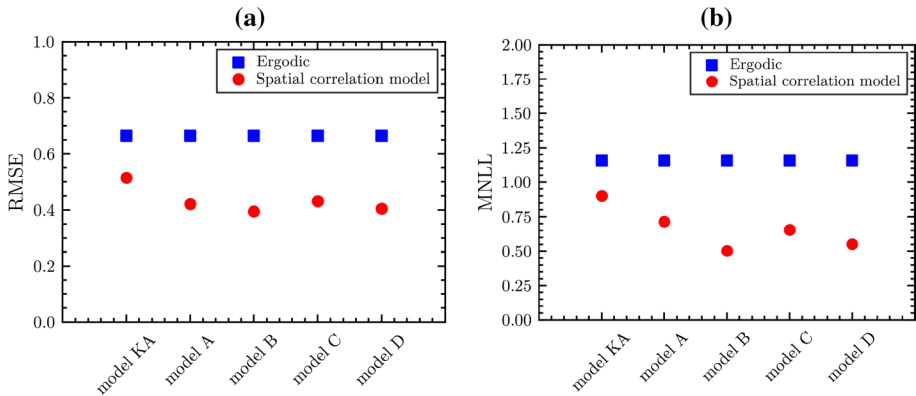 (a)
1.0
0.8
0.6
0.4
0.2
0.0
RMSE
Ergodic
Spatial correlation model
model KA
model A
model B
model C
model D
(b)
2.00
1.75
1.50
1.25
1.00
0.75
0.50
0.25
0.00
MNLL
Ergodic
Spatial correlation model
model KA
model A
model B
model C
model D